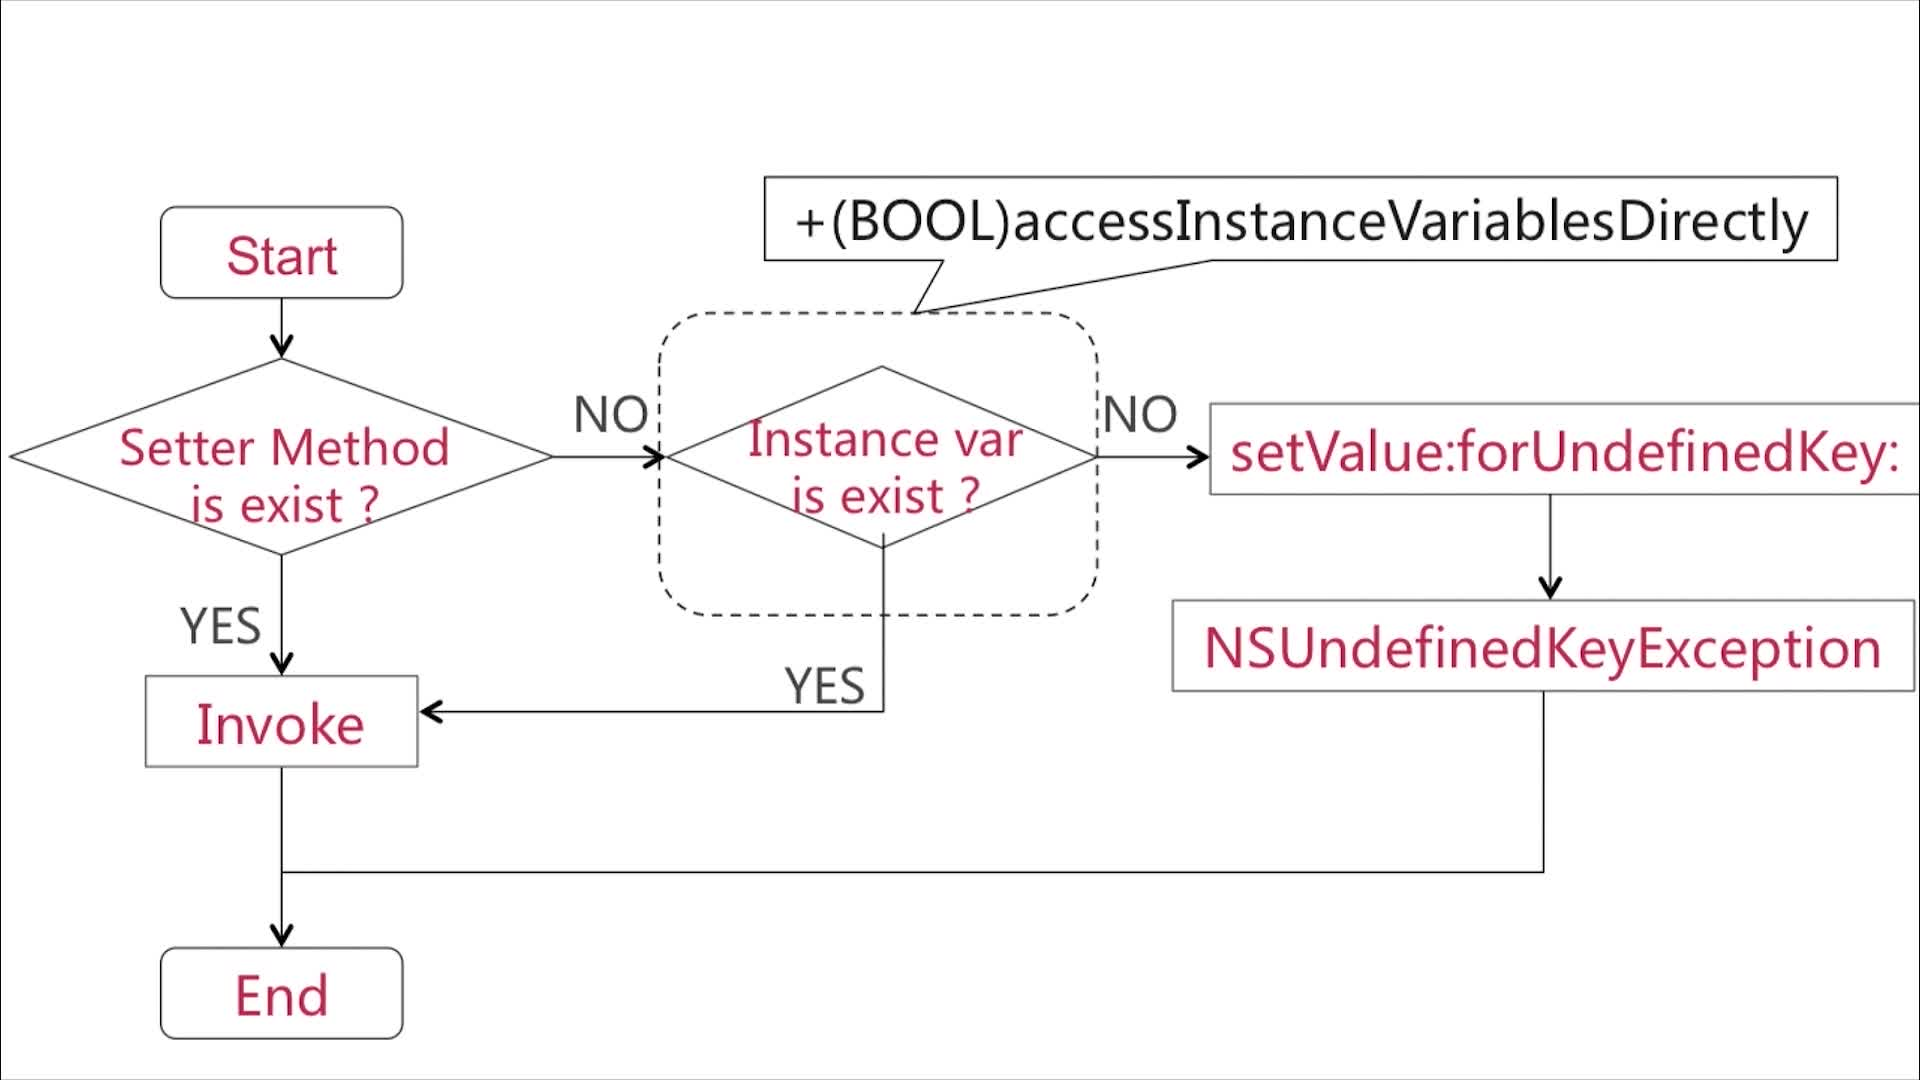 +(BOOL)accessInstanceVariablesDirectly
Start
NO
NO
Setter Method
is exist ?
Instance var
is exist ?
setValue:forUndefinedKey:
YES
YES
NSUndefinedKeyException
Invoke
End